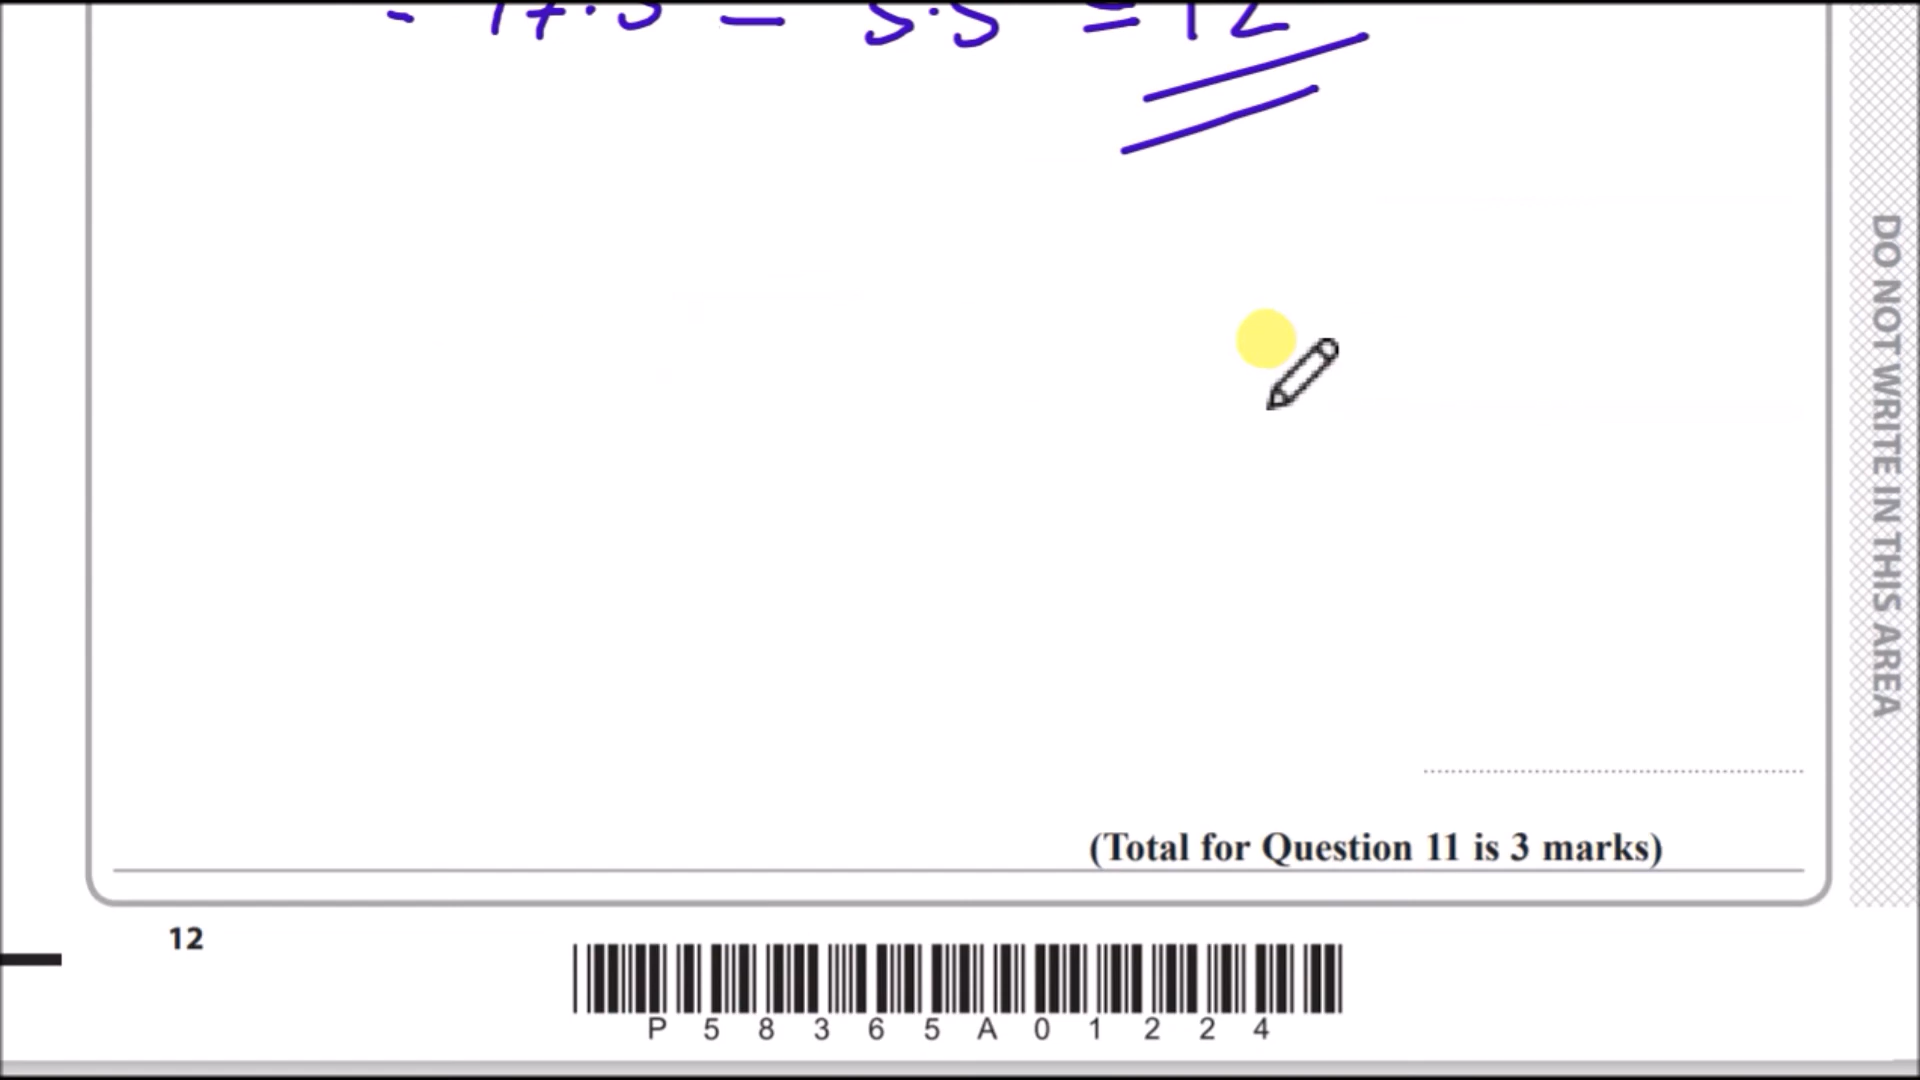 = 17.5 - 5.5 = 12
DO NOT WRITE IN THIS AREA
(Total for Question 11 is 3 marks)
12
P 5 8 3 6 5 A 0 1 2 2 4